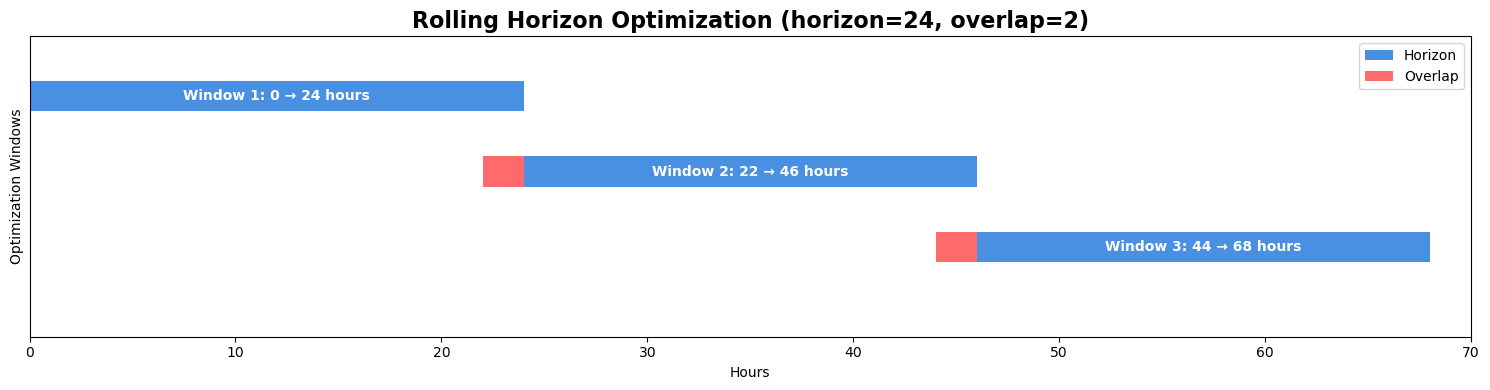 Rolling Horizon Optimization (horizon=24, overlap=2)
Horizon
Overlap
Window 1: 0 → 24 hours
Window 2: 22 → 46 hours
Window 3: 44 → 68 hours
Optimization Windows
0 10 20 30 40 50 60 70
Hours